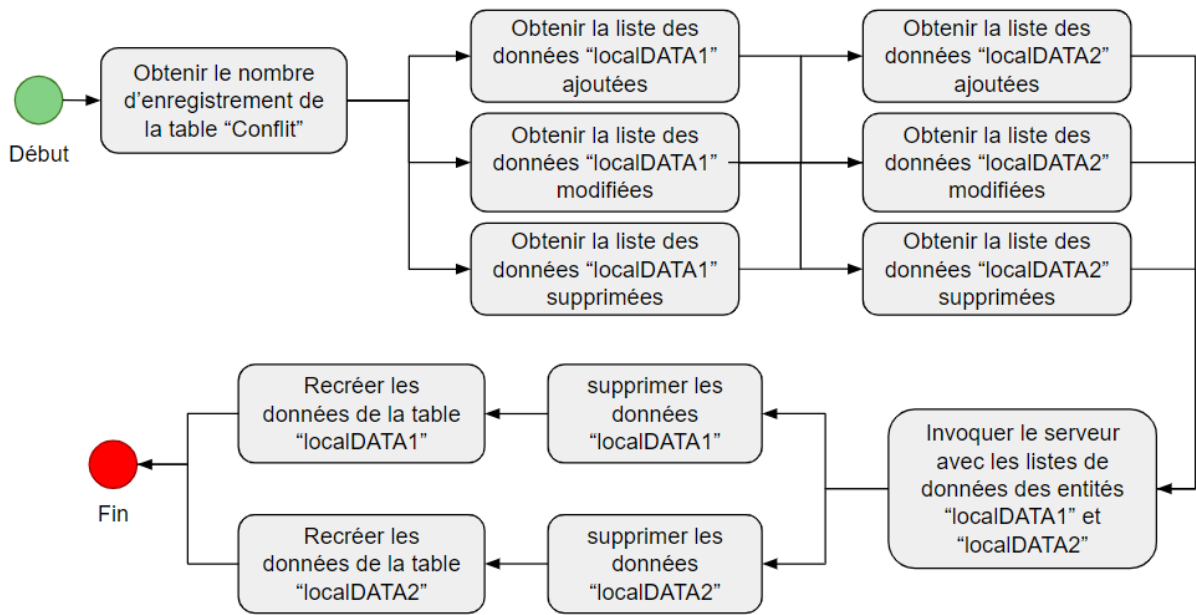 Début
Obtenir le nombre
d’enregistrement de
la table “Conflit”
Obtenir la liste des
données “localDATA1”
ajoutées
Obtenir la liste des
données “localDATA2”
ajoutées
Obtenir la liste des
données “localDATA1”
modifiées
Obtenir la liste des
données “localDATA2”
modifiées
Obtenir la liste des
données “localDATA1”
supprimées
Obtenir la liste des
données “localDATA2”
supprimées
Invoquer le serveur
avec les listes de
données des entités
“localDATA1” et
“localDATA2”
supprimer les
données
“localDATA1”
Recréer les
données de la table
“localDATA1”
supprimer les
données
“localDATA2”
Recréer les
données de la table
“localDATA2”
Fin